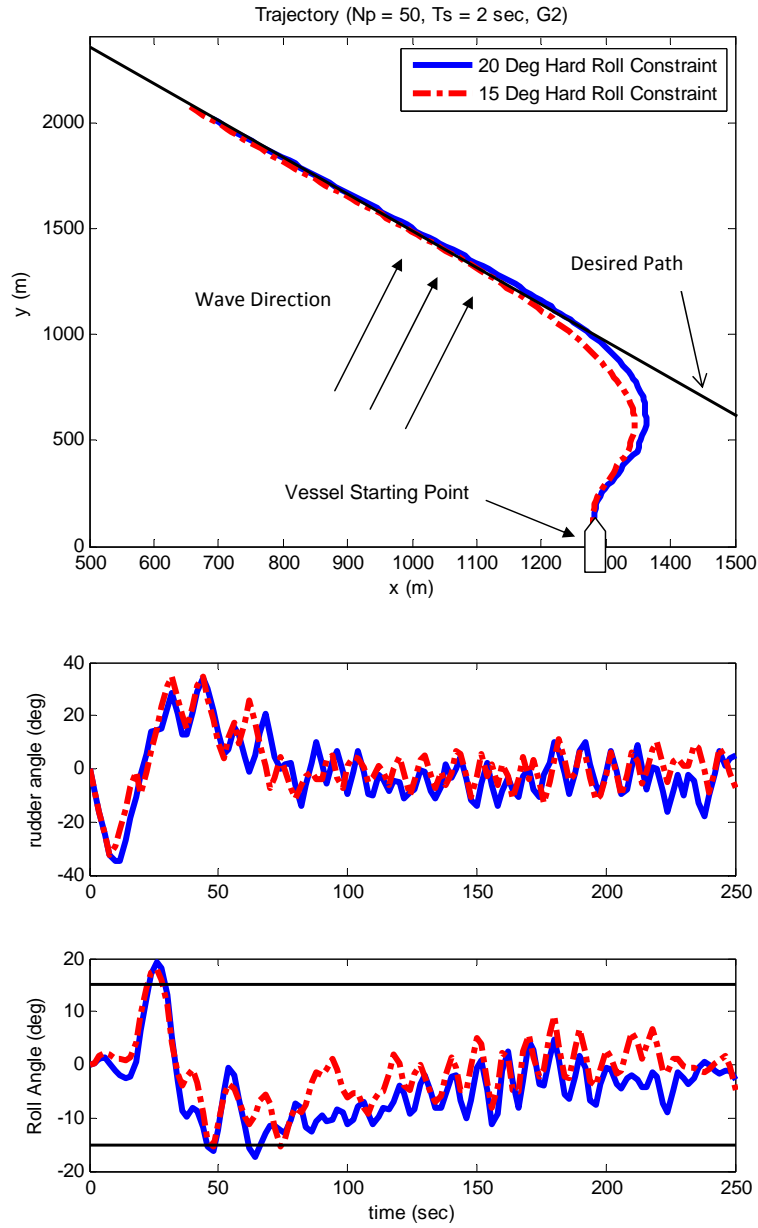 Trajectory (Np = 50, Ts = 2 sec, G2)
20 Deg Hard Roll Constraint
15 Deg Hard Roll Constraint
2000
1500
1000
500
0
y (m)
Desired Path
Wave Direction
Vessel Starting Point
500 600 700 800 900 1000 1100 1200 1300 1400 1500
x (m)
40
20
0
-20
-40
rudder angle (deg)
0 50 100 150 200 250
20
10
0
-10
-20
Roll Angle (deg)
0 50 100 150 200 250
time (sec)